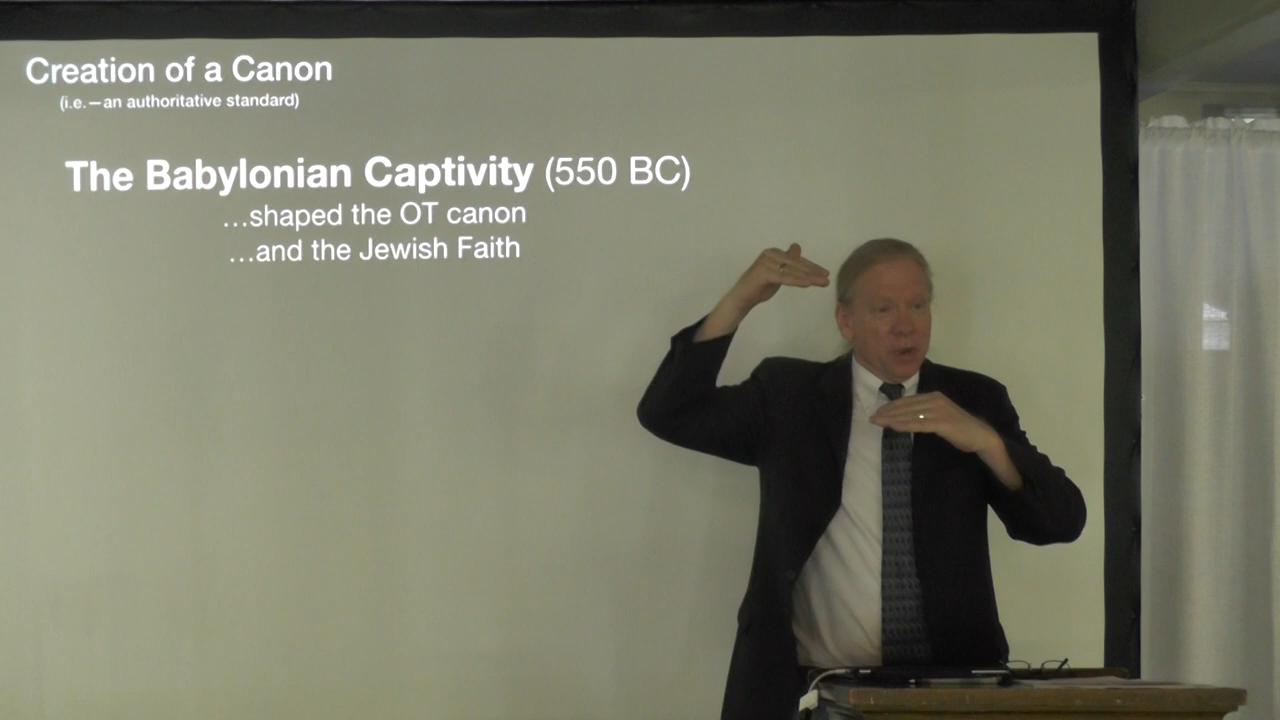 Creation of a Canon
(i.e.—an authoritative standard)
The Babylonian Captivity (550 BC)
...shaped the OT canon
...and the Jewish Faith